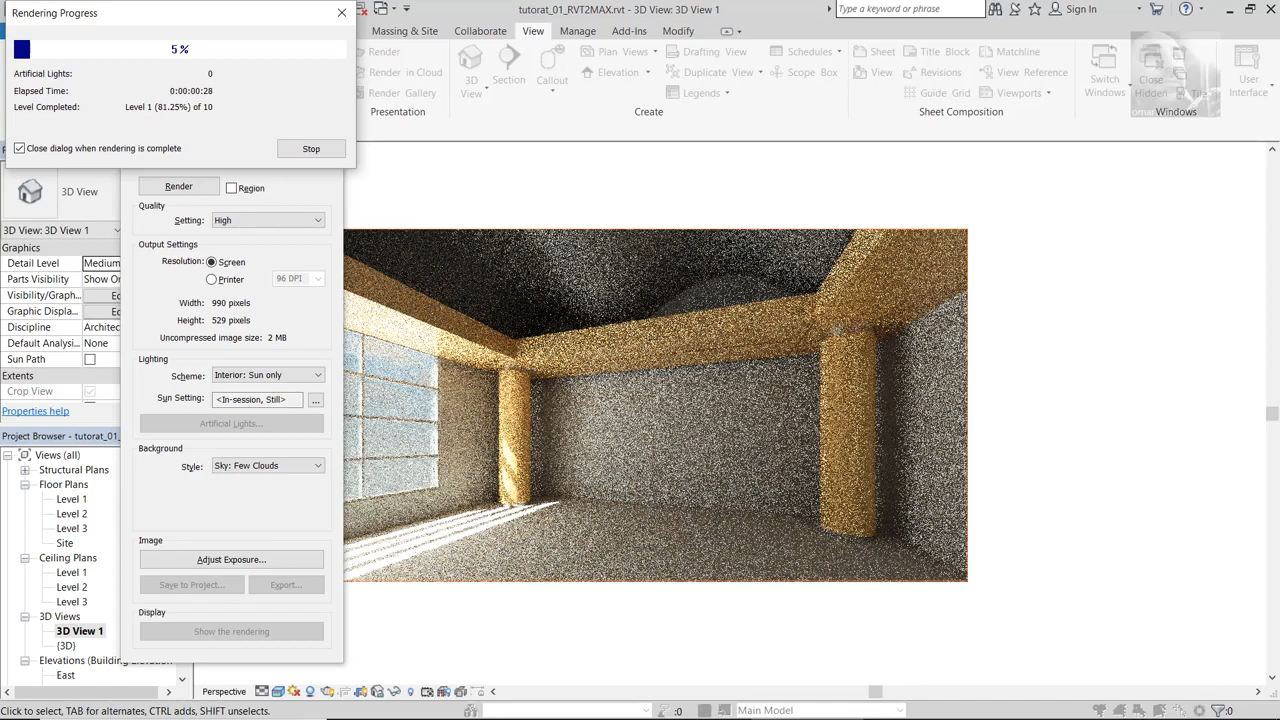 Rendering Progress
tutorat_01_RVT2MAX.rvt - 3D View: 3D View 1
Type a keyword or phrase
Sign In
5 %
Artificial Lights: 0
Elapsed Time: 0:00:00:28
Level Completed: Level 1 (81.25%) of 10
Close dialog when rendering is complete
Stop
Massing & Site Collaborate View Manage Add-Ins Modify
Render
Render in Cloud
Render Gallery
Presentation
3D View
Section
Callout
Plan Views
Elevation
Drafting View
Duplicate View
Legends
Schedules
Scope Box
Create
Sheet
View
Title Block
Revisions
Guide Grid
Matchline
View Reference
Viewports
Sheet Composition
Switch Windows
Close Hidden
Windows
User Interface
3D View
3D View: 3D View 1
Graphics
Detail Level Medium
Parts Visibility Show Or
Visibility/Graph...
Graphic Displa...
Discipline Architec
Default Analysi... None
Sun Path
Extents
Crop View
Properties help
Project Browser - tutorat_01_
Views (all)
Structural Plans
Floor Plans
Level 1
Level 2
Level 3
Site
Ceiling Plans
Level 1
Level 2
Level 3
3D Views
3D View 1
{3D}
Elevations (Building Elevation
East
Render
Region
Quality
Setting: High
Output Settings
Resolution: Screen
Printer 96 DPI
Width: 990 pixels
Height: 529 pixels
Uncompressed image size: 2 MB
Lighting
Scheme: Interior: Sun only
Sun Setting: <In-session, Still> ...
Artificial Lights...
Background
Style: Sky: Few Clouds
Image
Adjust Exposure...
Save to Project... Export...
Display
Show the rendering
Perspective
Click to select, TAB for alternates, CTRL adds, SHIFT unselects.
:0
Main Model
:0